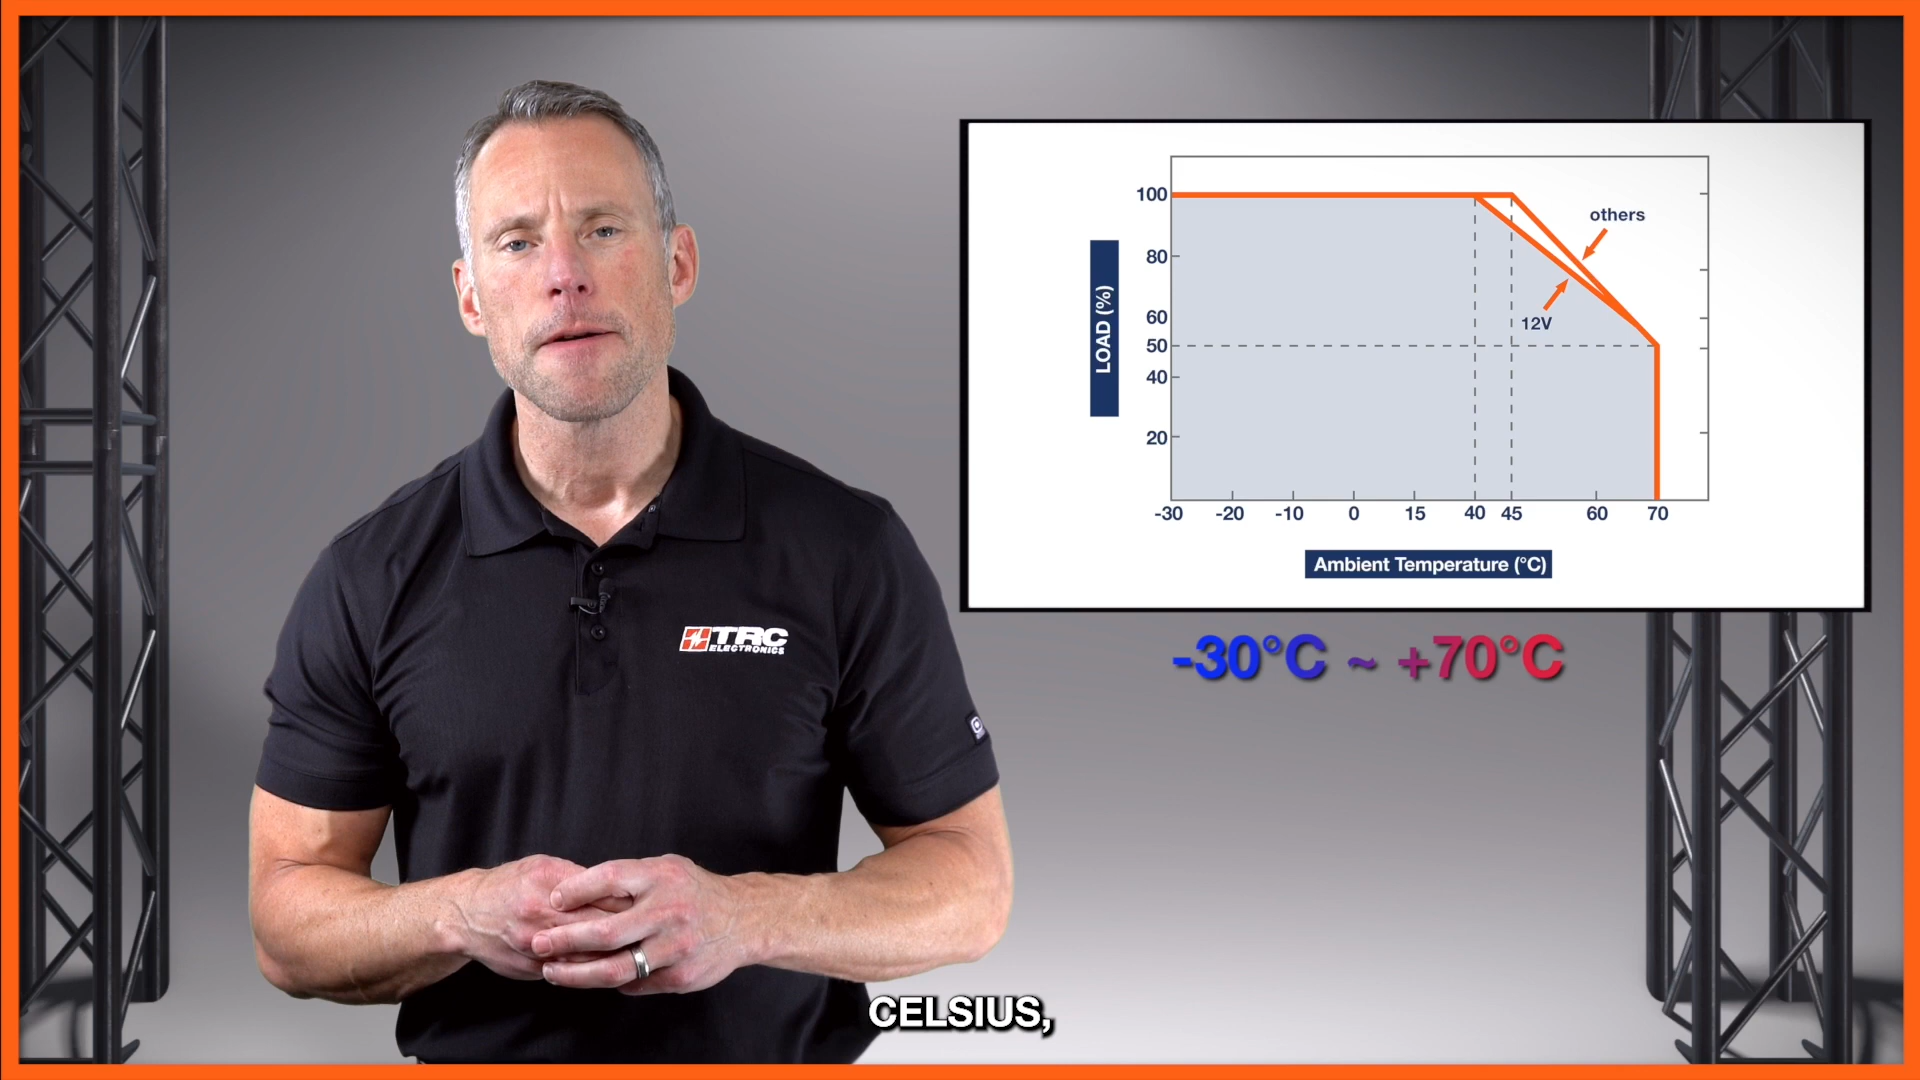 100
80
60
50
40
20
LOAD (%)
others
12V
-30 -20 -10 0 15 40 45 60 70
Ambient Temperature (°C)
-30°C ~ +70°C
TRC
ELECTRONICS
CELSIUS,